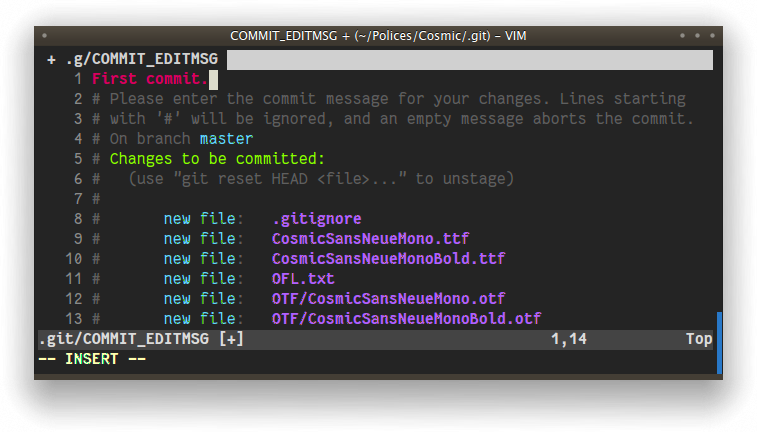 COMMIT_EDITMSG + (~/Polices/Cosmic/.git) – VIM
+ .g/COMMIT_EDITMSG
1 First commit.
2 # Please enter the commit message for your changes. Lines starting
3 # with '#' will be ignored, and an empty message aborts the commit.
4 # On branch master
5 # Changes to be committed:
6 #   (use "git reset HEAD <file>..." to unstage)
7 #
8 #       new file:   .gitignore
9 #       new file:   CosmicSansNeueMono.ttf
10 #       new file:   CosmicSansNeueMonoBold.ttf
11 #       new file:   OFL.txt
12 #       new file:   OTF/CosmicSansNeueMono.otf
13 #       new file:   OTF/CosmicSansNeueMonoBold.otf
.git/COMMIT_EDITMSG [+] 1,14 Top
-- INSERT --